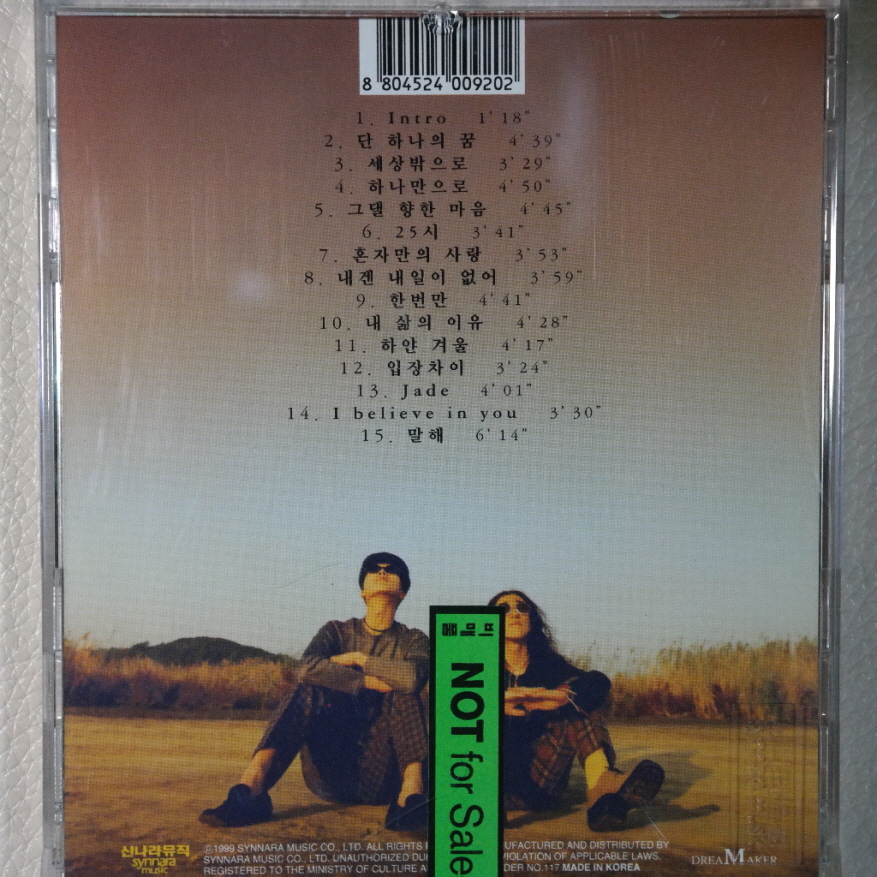 8 804524 009202
1. Intro 1'18"
2. 단 하나의 꿈 4'39"
3. 세상밖으로 3'29"
4. 하나만으로 4'50"
5. 그댈 향한 마음 4'45"
6. 25시 3'41"
7. 혼자만의 사랑 3'53"
8. 내겐 내일이 없어 3'59"
9. 한번만 4'41"
10. 내 삶의 이유 4'28"
11. 하얀 겨울 4'17"
12. 입장차이 3'24"
13. Jade 4'01"
14. I believe in you 3'30"
15. 말해 6'14"
비매품
NOT for Sale
신나라뮤직
synnara
music
©1999 SYNNARA MUSIC CO., LTD. ALL RIGHTS UFACTURED AND DISTRIBUTED BY
SYNNARA MUSIC CO., LTD. UNAUTHORIZED VIOLATION OF APPLICABLE LAWS.
REGISTERED TO THE MINISTRY OF CULTURE DER NO.117 MADE IN KOREA
DREAMAKER